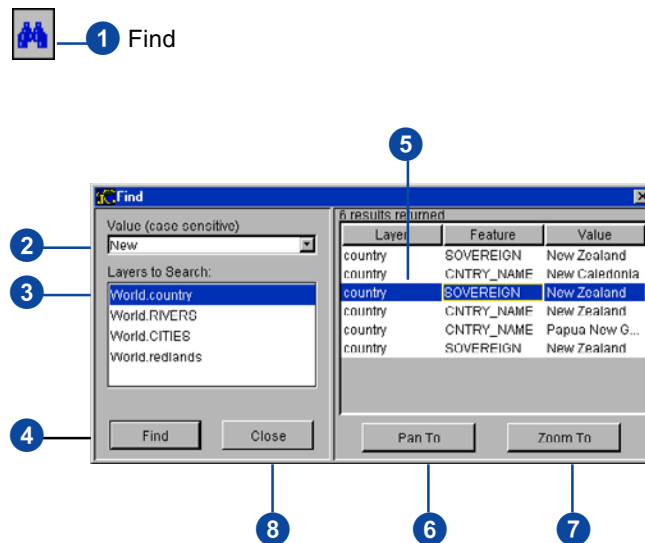 1 Find
5
Find
Value (case sensitive)
2
New
Layers to Search:
3
World.country
World.RIVERS
World.CITIES
World.redlands
4
Find Close
6 results returned
Layer Feature Value
country SOVEREIGN New Zealand
country CNTRY_NAME New Caledonia
country SOVEREIGN New Zealand
country CNTRY_NAME New Zealand
country CNTRY_NAME Papua New G...
country SOVEREIGN New Zealand
Pan To Zoom To
8 6 7